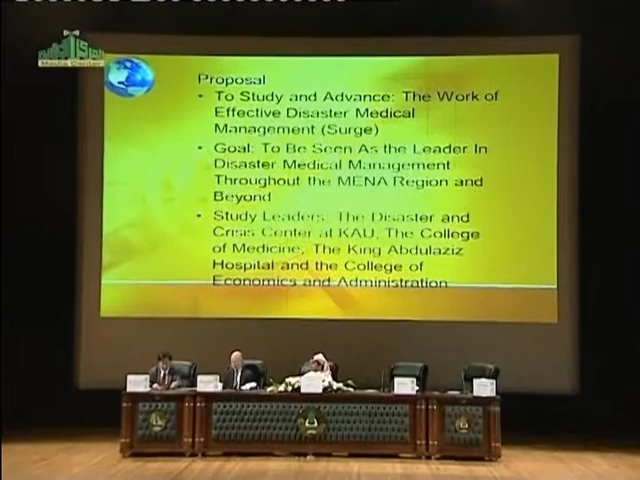 Media Center
Proposal
• To Study and Advance: The Work of
Effective Disaster Medical
Management (Surge)
• Goal: To Be Seen As the Leader In
Disaster Medical Management
Throughout the MENA Region and
Beyond
• Study Leaders: The Disaster and
Crisis Center at KAU, The College
of Medicine, The King Abdulaziz
Hospital and the College of
Economics and Administration